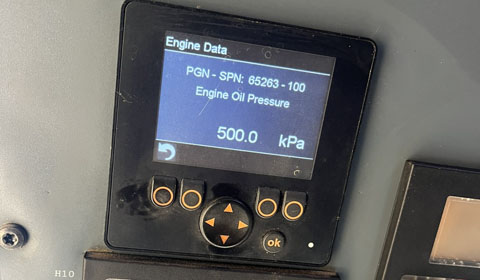 Engine Data
PGN - SPN: 65263 - 100
Engine Oil Pressure
500.0 kPa
ok
H10